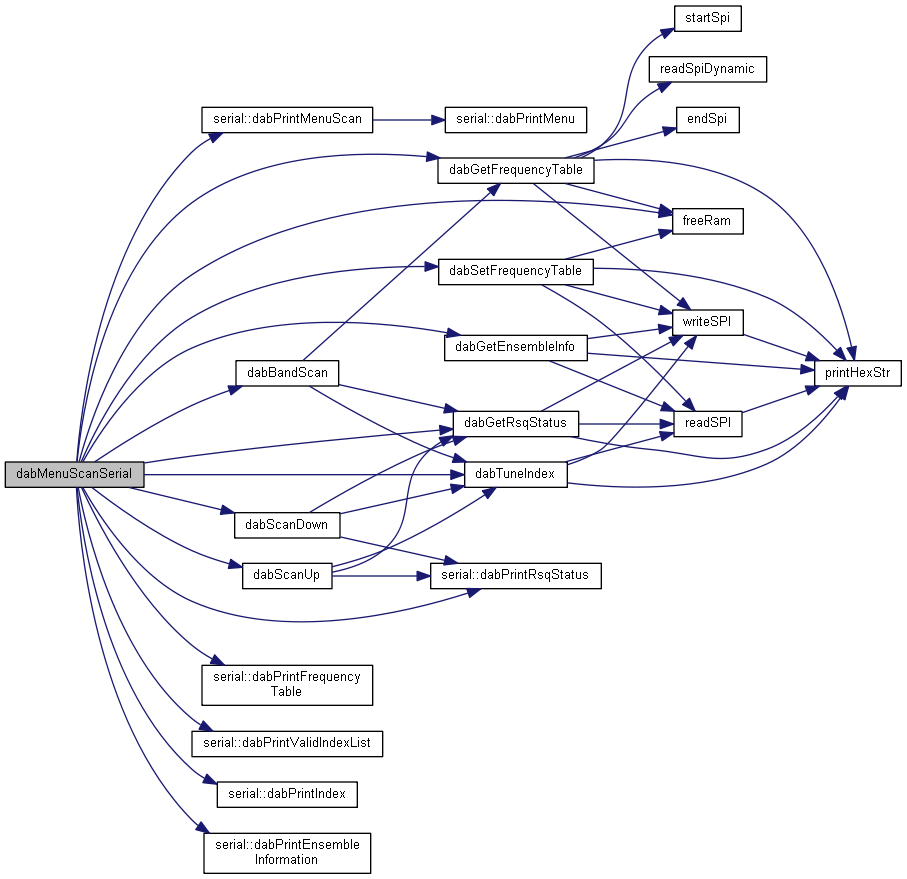 startSpi
readSpiDynamic
serial::dabPrintMenuScan
serial::dabPrintMenu
endSpi
dabGetFrequencyTable
freeRam
dabSetFrequencyTable
writeSPI
dabGetEnsembleInfo
dabBandScan
printHexStr
dabGetRsqStatus
readSPI
dabMenuScanSerial
dabTuneIndex
dabScanDown
dabScanUp
serial::dabPrintRsqStatus
serial::dabPrintFrequency
Table
serial::dabPrintValidIndexList
serial::dabPrintIndex
serial::dabPrintEnsemble
Information